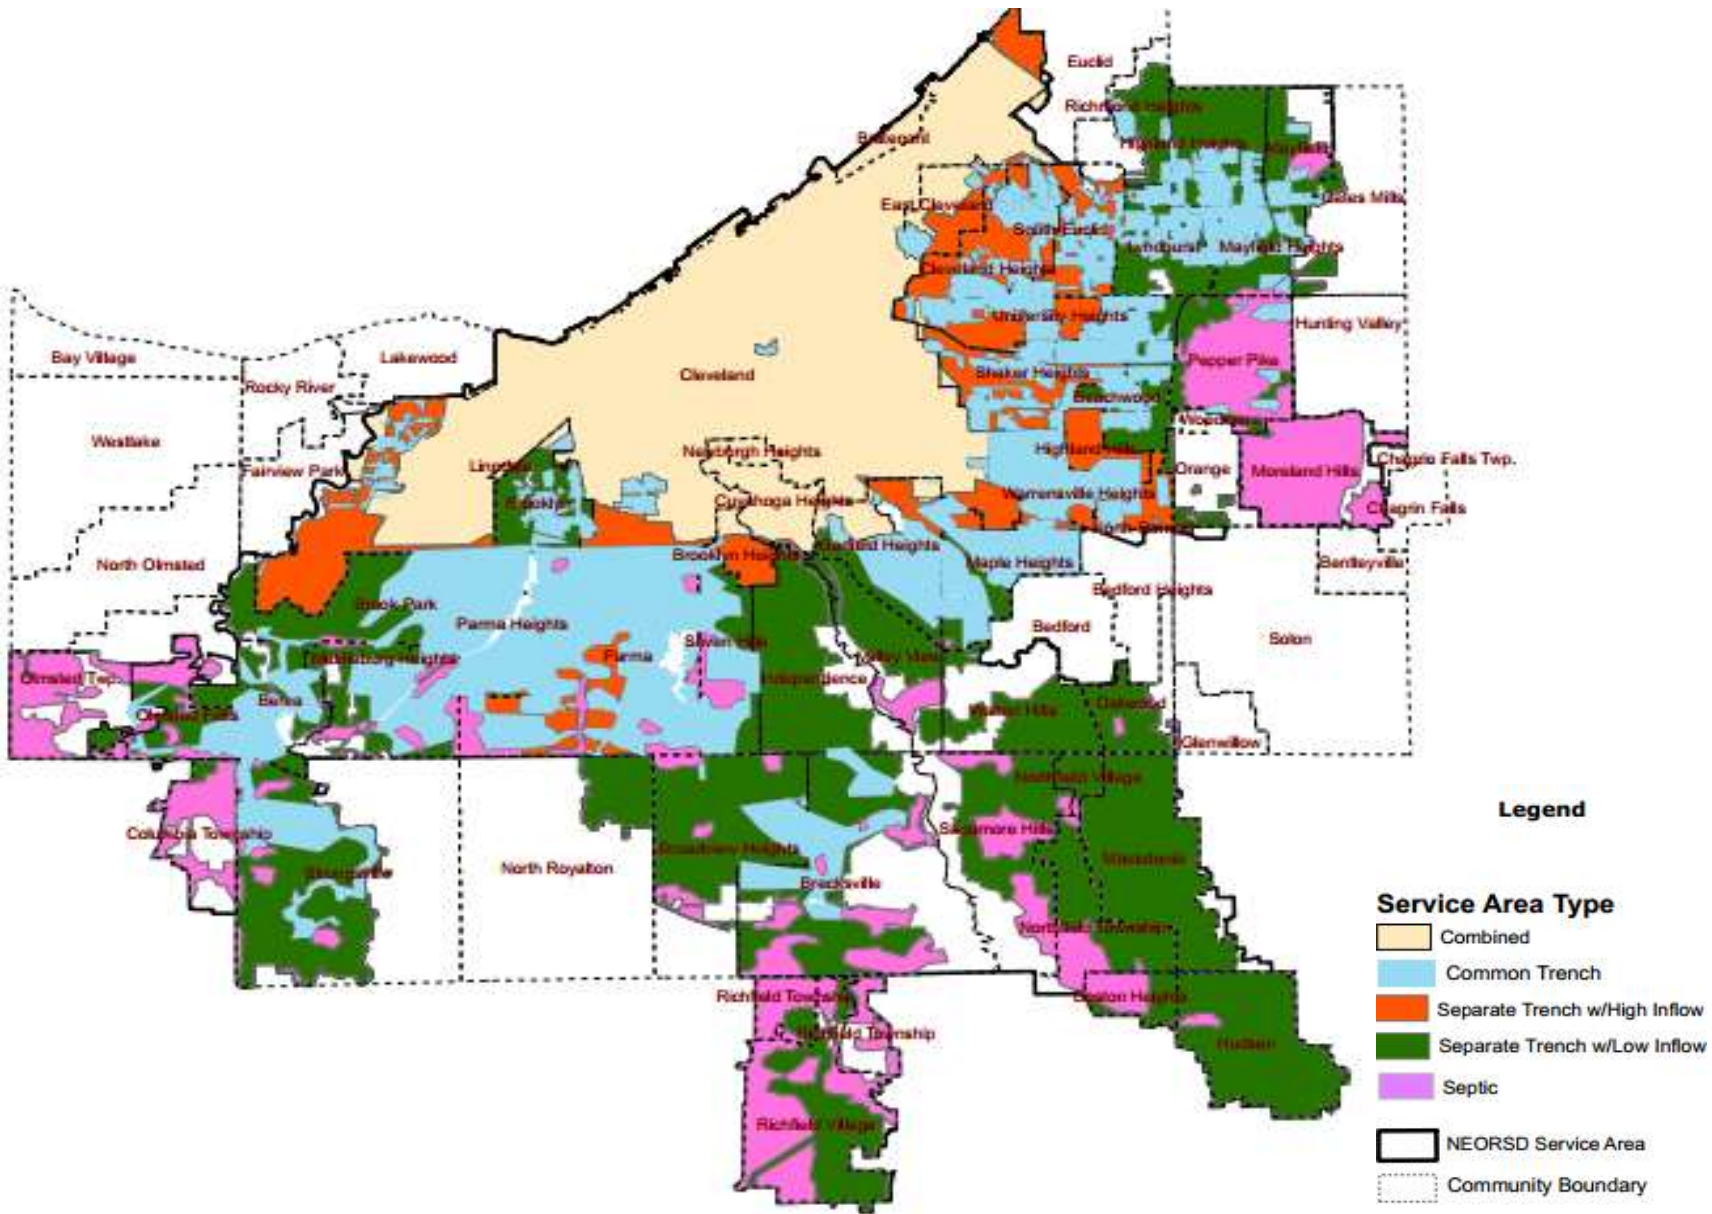 Euclid
Richmond Heights
Bratenahl
Highland Heights
Mayfield
Gates Mills
East Cleveland
South Euclid
Lyndhurst
Mayfield Heights
Cleveland Heights
University Heights
Hunting Valley
Bay Village
Lakewood
Rocky River
Cleveland
Pepper Pike
Shaker Heights
Beachwood
Woodmere
Westlake
Fairview Park
Linndale
Newburgh Heights
Highland Hills
Orange
Moreland Hills
Chagrin Falls Twp.
Brooklyn
Cuyahoga Heights
Warrensville Heights
Chagrin Falls
North Randall
North Olmsted
Brooklyn Heights
Garfield Heights
Maple Heights
Bentleyville
Bedford Heights
Brook Park
Parma Heights
Bedford
Solon
Seven Hills
Parma
Middleburg Heights
Valley View
Olmsted Twp.
Independence
Berea
Olmsted Falls
Walton Hills
Oakwood
Glenwillow
Northfield Village
Legend
Columbia Township
Sagamore Hills
Broadview Heights
Macedonia
North Royalton
Strongsville
Brecksville
Service Area Type
Northfield Township
Combined
Common Trench
Richfield Township
Boston Heights
Separate Trench w/High Inflow
Richfield Township
Hudson
Separate Trench w/Low Inflow
Septic
Richfield Village
NEORSD Service Area
Community Boundary